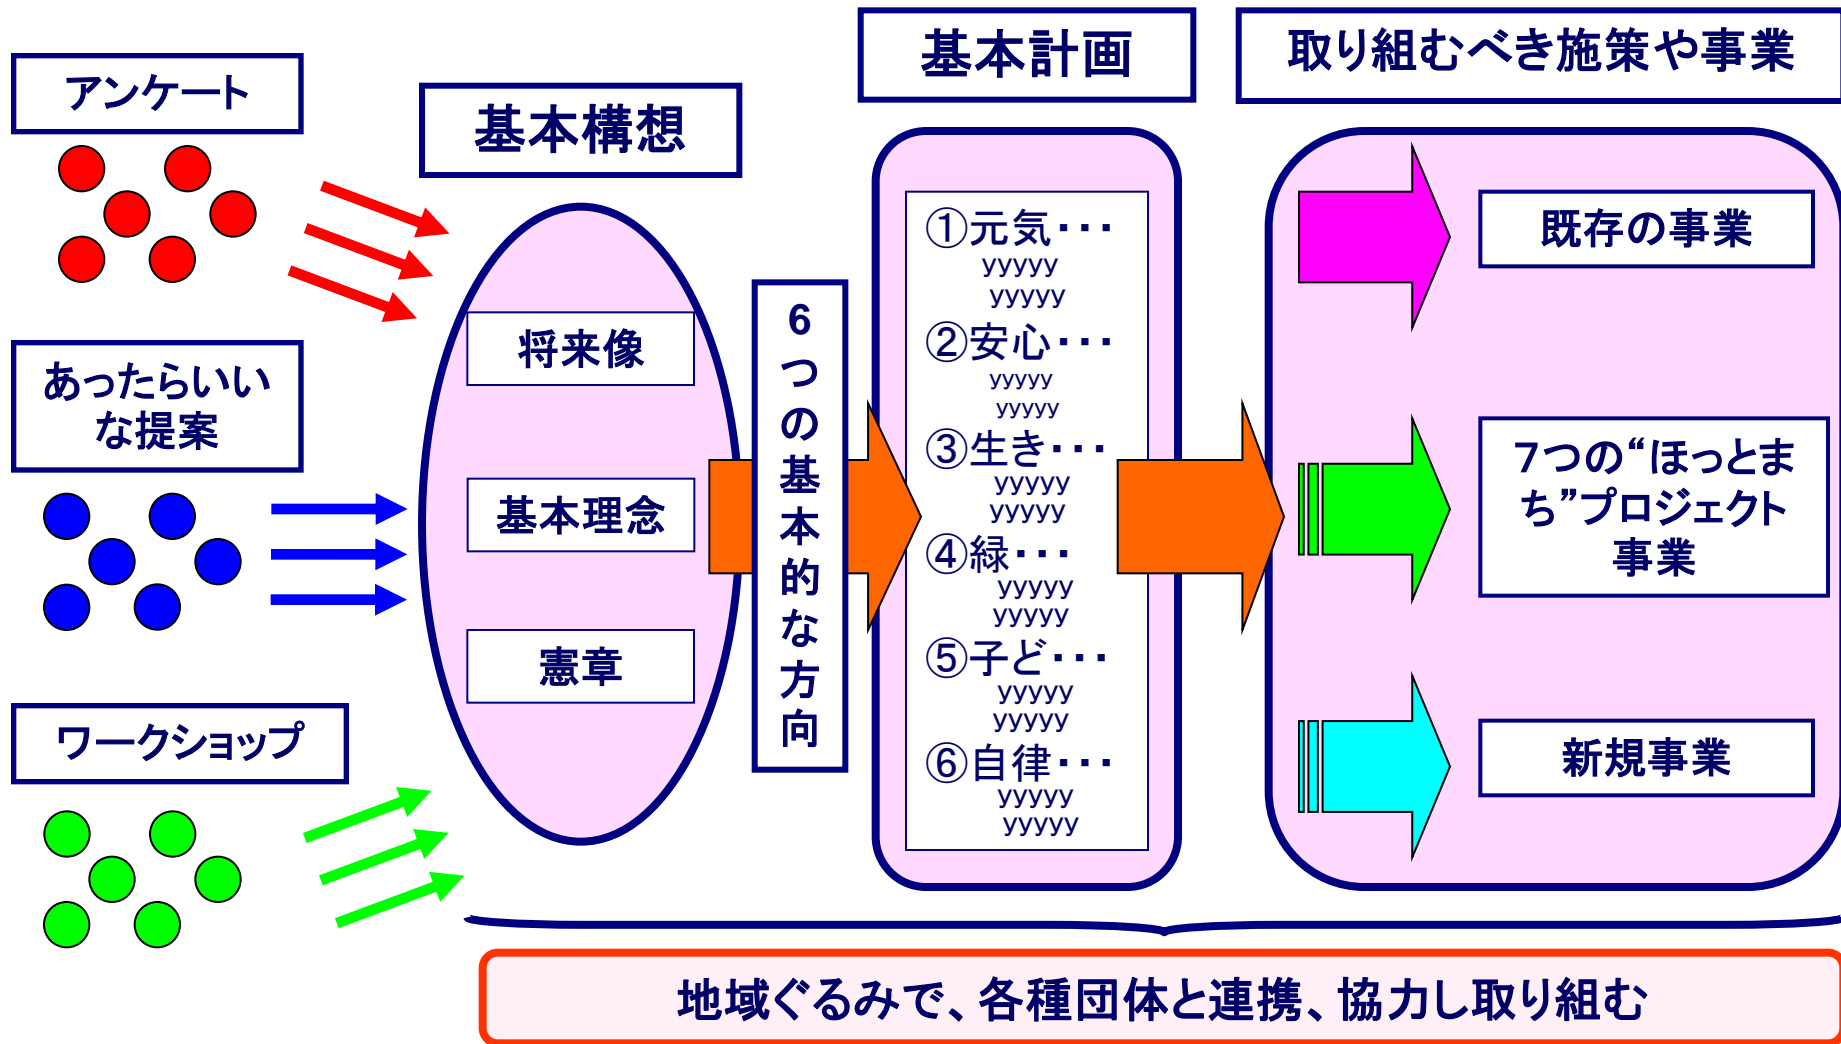 アンケート
あったらいい
な提案
ワークショップ
基本構想
将来像
基本理念
憲章
6つの基本的な方向
基本計画
①元気・・・
yyyyy
yyyyy
②安心・・・
yyyyy
yyyyy
③生き・・・
yyyyy
yyyyy
④緑・・・
yyyyy
yyyyy
⑤子ど・・・
yyyyy
yyyyy
⑥自律・・・
yyyyy
yyyyy
取り組むべき施策や事業
既存の事業
7つの“ほっとま
ち”プロジェクト
事業
新規事業
地域ぐるみで、各種団体と連携、協力し取り組む